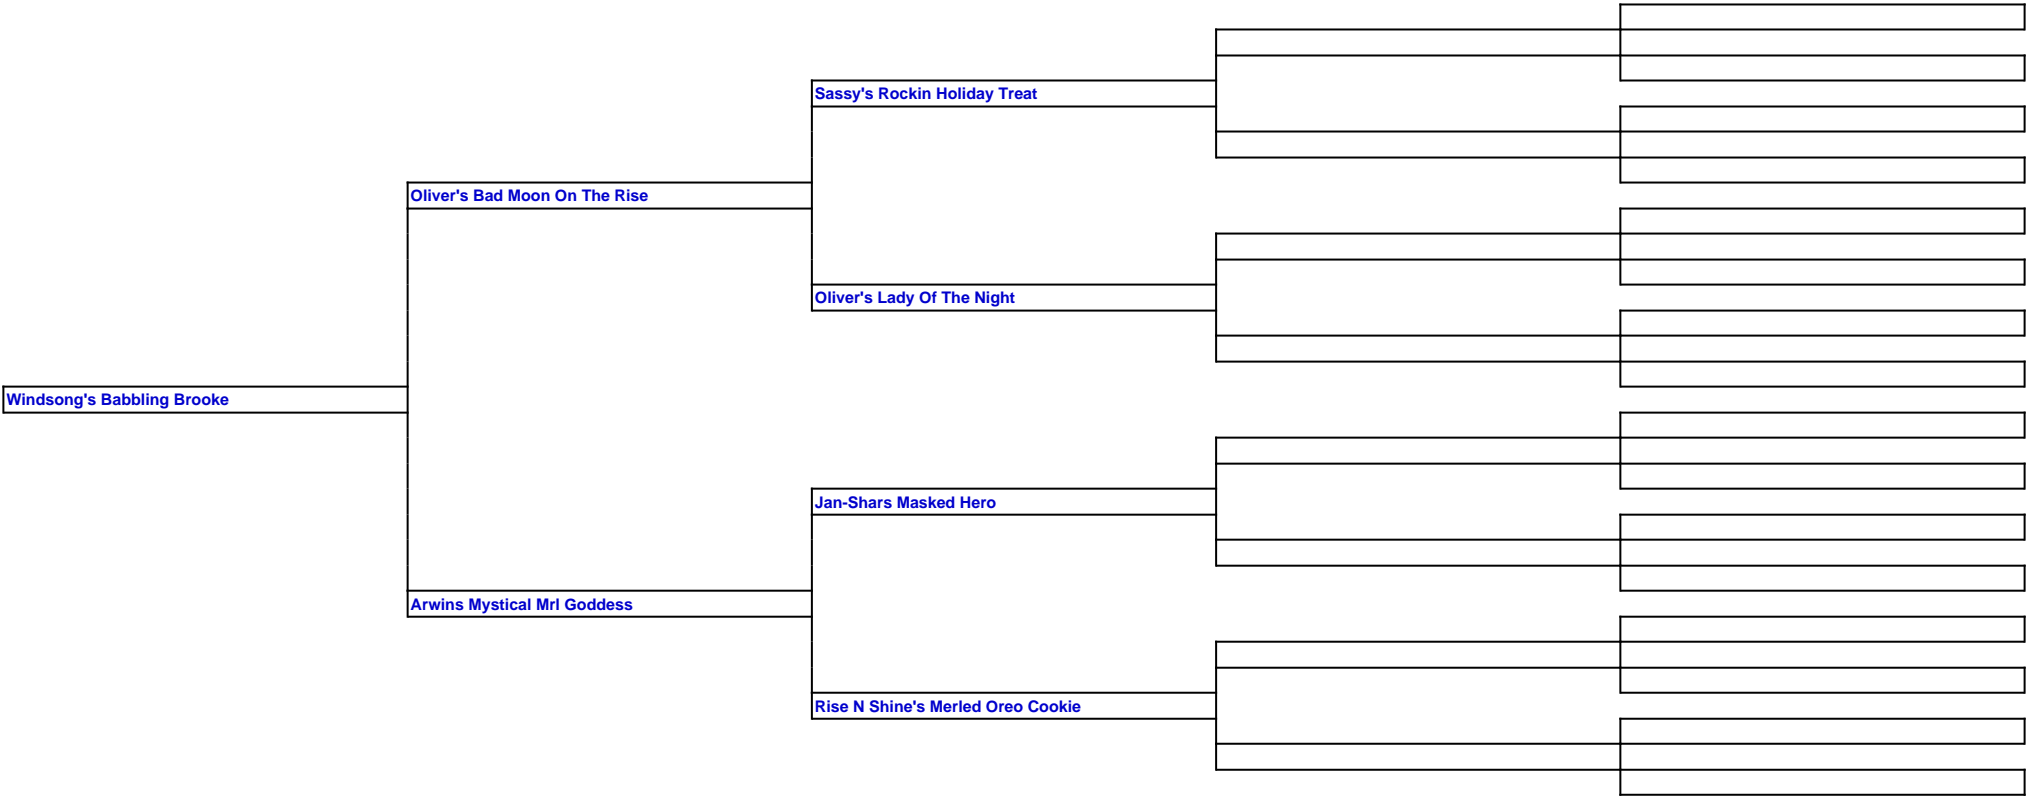 Sassy's Rockin Holiday Treat
Oliver's Bad Moon On The Rise
Oliver's Lady Of The Night
Windsong's Babbling Brooke
Jan-Shars Masked Hero
Arwins Mystical Mrl Goddess
Rise N Shine's Merled Oreo Cookie